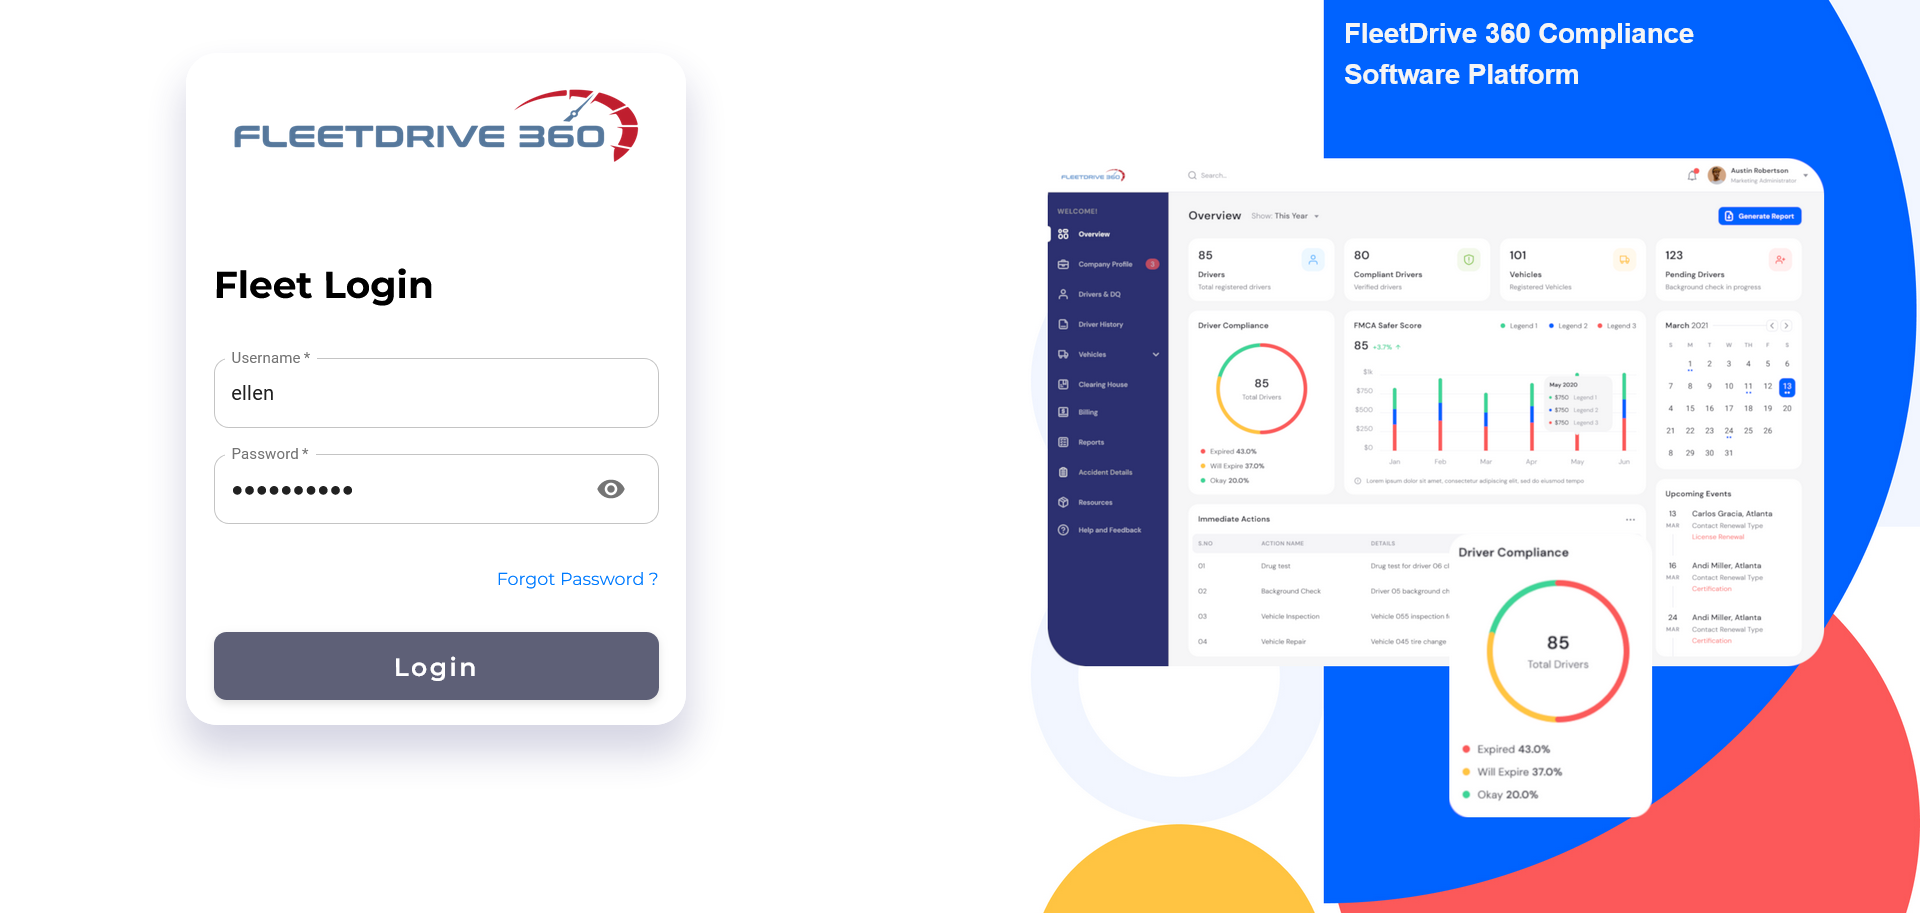 FLEETDRIVE 360
Fleet Login
Username *
ellen
Password *
••••••••••
Forgot Password ?
Login
FleetDrive 360 Compliance
Software Platform
FLEETDRIVE 360
Search..
Austin Robertson
Marketing Administrator
WELCOME!
Overview
Company Profile 3
Drivers & DQ
Driver History
Vehicles
Clearing House
Billing
Reports
Accident Details
Resources
Help and Feedback
Overview Show: This Year
Generate Report
85
Drivers
Total registered drivers
80
Compliant Drivers
Verified drivers
101
Vehicles
Registered Vehicles
123
Pending Drivers
Background check in progress
Driver Compliance
85
Total Drivers
Expired 43.0%
Will Expire 37.0%
Okay 20.0%
FMCA Safer Score
Legend 1 Legend 2 Legend 3
85 +3.7%
$1k
$750
$500
$250
$0
May 2020
$750 Legend 1
$750 Legend 2
$750 Legend 3
Jan Feb Mar Apr May Jun
Lorem ipsum dolor sit amet, consectetur adipiscing elit, sed do eiusmod tempo
March 2021
S M T W TH F S
1 2 3 4 5 6
7 8 9 10 11 12 13
4 15 16 17 18 19 20
21 22 23 24 25 26
8 29 30 31
Upcoming Events
13 Carlos Gracia, Atlanta
MAR Contact Renewal Type
License Renewal
16 Andi Miller, Atlanta
MAR Contact Renewal Type
Certification
24 Andi Miller, Atlanta
MAR Contact Renewal Type
Certification
Immediate Actions
S.NO ACTION NAME DETAILS
01 Drug test Drug test for driver 06 cl
02 Background Check Driver 05 background ch
03 Vehicle Inspection Vehicle 055 inspection f
04 Vehicle Repair Vehicle 045 tire change
Driver Compliance
85
Total Drivers
Expired 43.0%
Will Expire 37.0%
Okay 20.0%